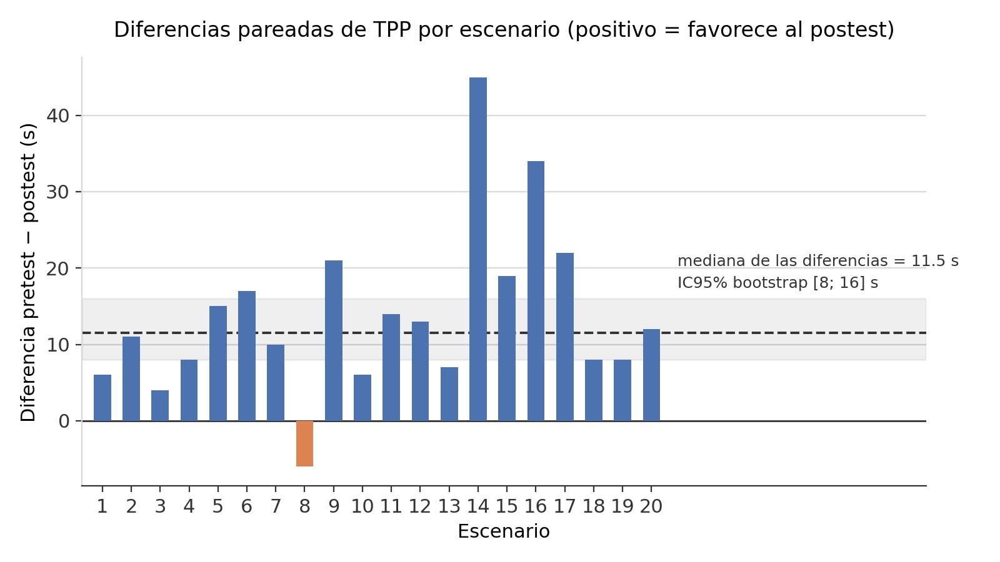 Diferencias pareadas de TPP por escenario (positivo = favorece al postest)
Diferencia pretest − postest (s)
40
30
20
10
0
mediana de las diferencias = 11.5 s
IC95% bootstrap [8; 16] s
1 2 3 4 5 6 7 8 9 10 11 12 13 14 15 16 17 18 19 20
Escenario